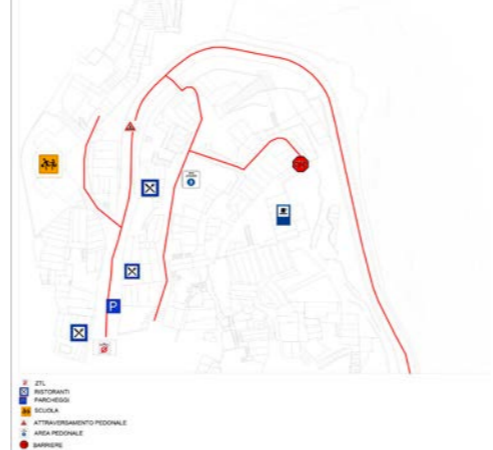 P
ZTL
RISTORANTI
PARCHEGGI
SCUOLA
ATTRAVERSAMENTO PEDONALE
AREA PEDONALE
BARRIERE